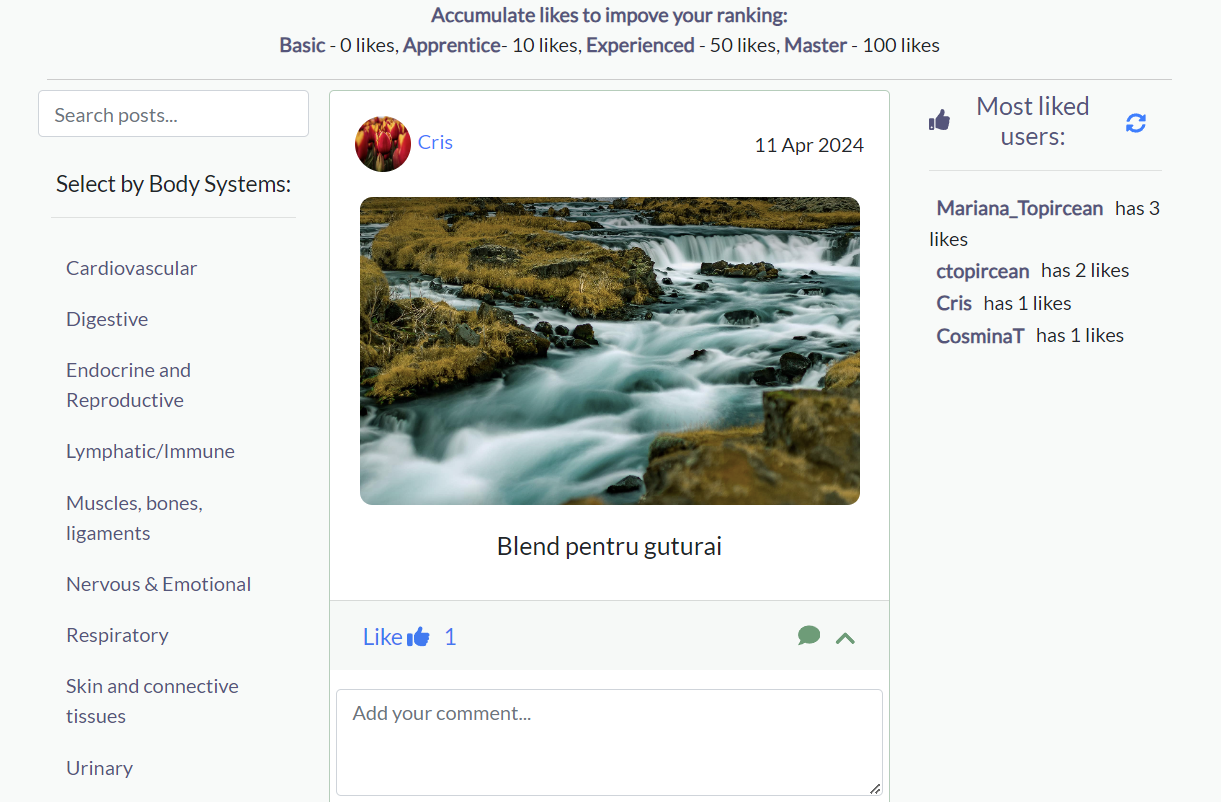 Accumulate likes to impove your ranking:
Basic - 0 likes, Apprentice- 10 likes, Experienced - 50 likes, Master - 100 likes
Search posts...
Select by Body Systems:
Cardiovascular
Digestive
Endocrine and
Reproductive
Lymphatic/Immune
Muscles, bones,
ligaments
Nervous & Emotional
Respiratory
Skin and connective
tissues
Urinary
Cris
11 Apr 2024
Blend pentru guturai
Like 1
Add your comment...
Most liked
users:
Mariana_Topircean has 3
likes
ctopircean has 2 likes
Cris has 1 likes
CosminaT has 1 likes